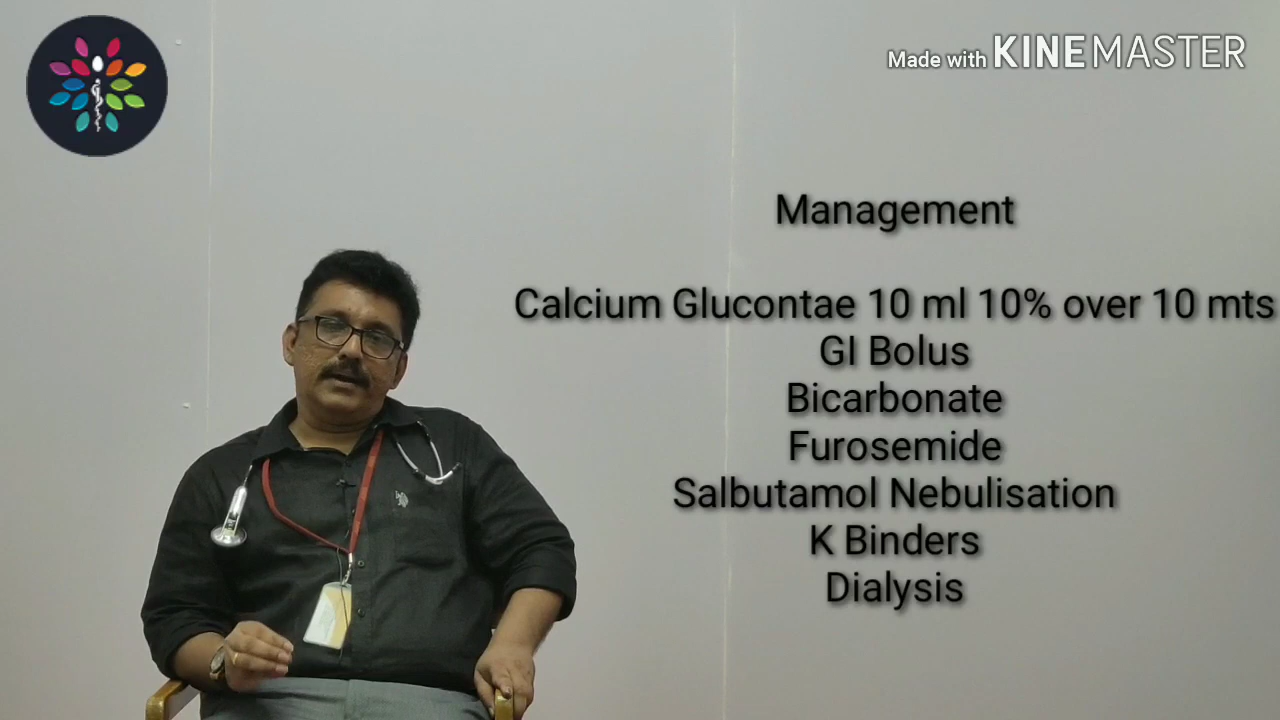 Made with KINEMASTER
Management
Calcium Glucontae 10 ml 10% over 10 mts
GI Bolus
Bicarbonate
Furosemide
Salbutamol Nebulisation
K Binders
Dialysis